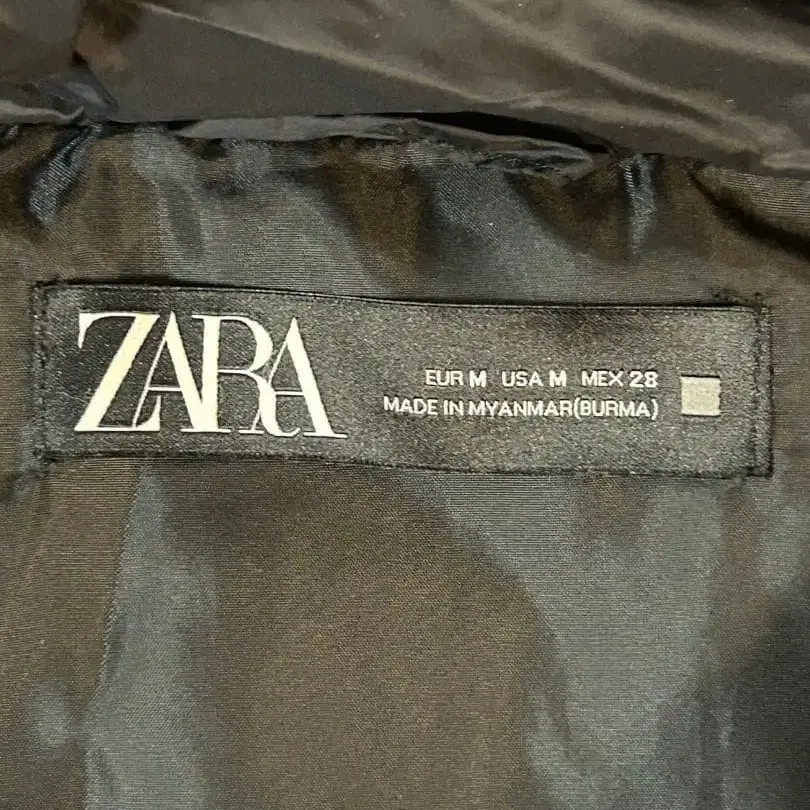 ZARA
EUR M USA M MEX 28
MADE IN MYANMAR(BURMA)